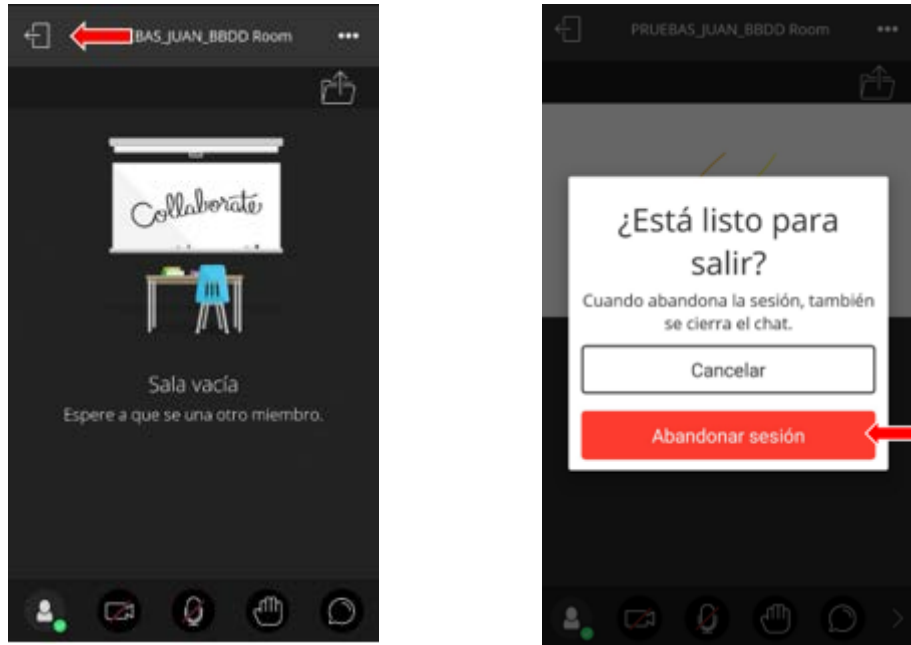 BAS_JUAN_BBDD Room
Collaborate
Sala vacía
Espere a que se una otro miembro.
PRUEBAS_JUAN_BBDD Room
¿Está listo para
salir?
Cuando abandona la sesión, también
se cierra el chat.
Cancelar
Abandonar sesión